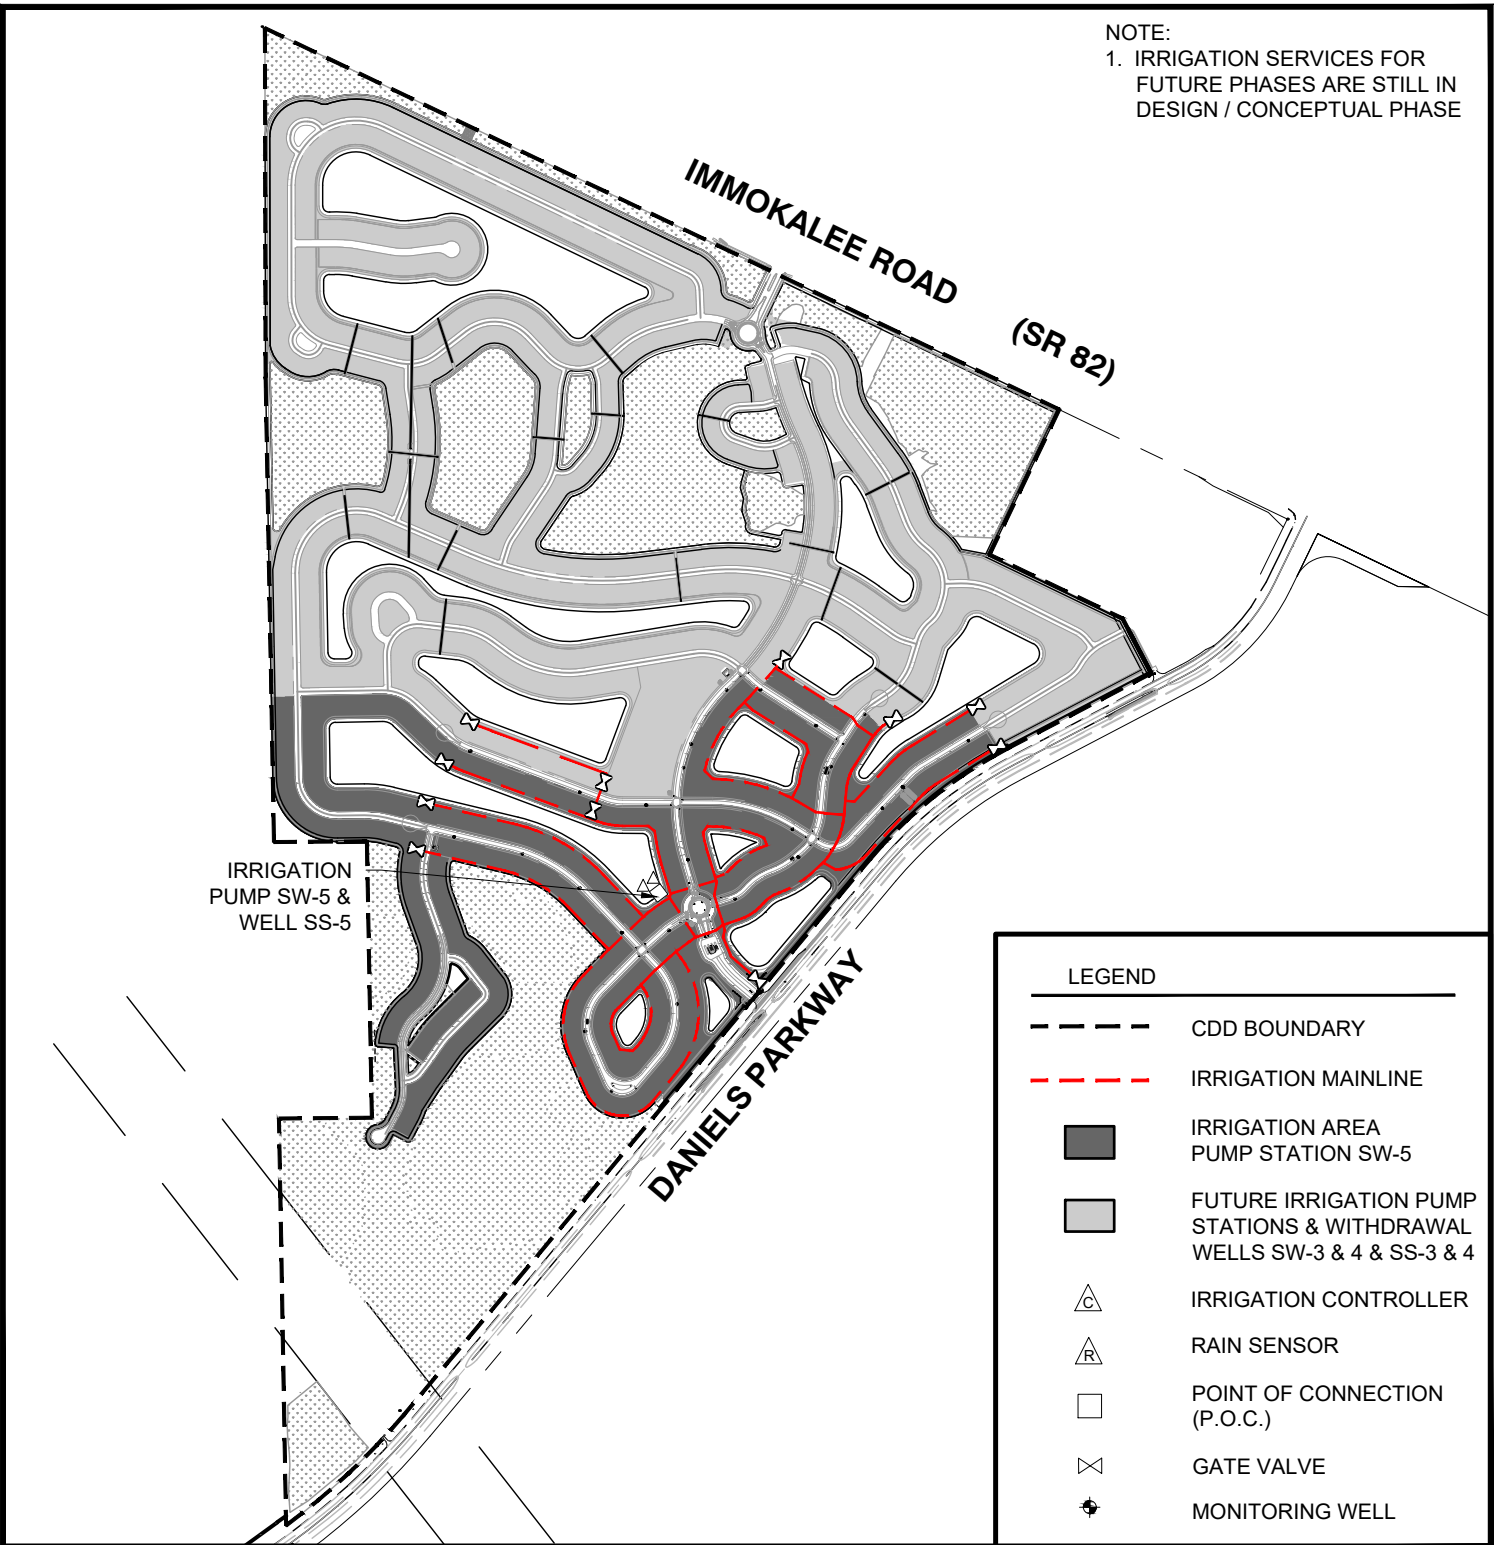 NOTE:
1. IRRIGATION SERVICES FOR
FUTURE PHASES ARE STILL IN
DESIGN / CONCEPTUAL PHASE
IMMOKALEE ROAD
(SR 82)
IRRIGATION
PUMP SW-5 &
WELL SS-5
DANIELS PARKWAY
LEGEND
CDD BOUNDARY
IRRIGATION MAINLINE
IRRIGATION AREA
PUMP STATION SW-5
FUTURE IRRIGATION PUMP
STATIONS & WITHDRAWAL
WELLS SW-3 & 4 & SS-3 & 4
C
IRRIGATION CONTROLLER
R
RAIN SENSOR
POINT OF CONNECTION
(P.O.C.)
GATE VALVE
MONITORING WELL